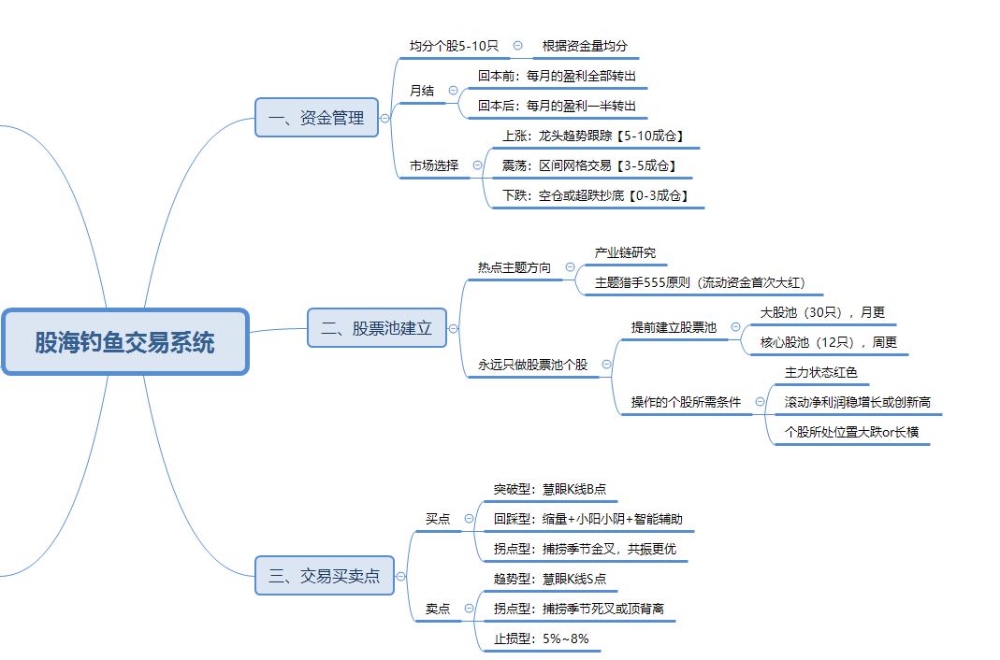 股海钓鱼交易系统
一、资金管理
均分个股5-10只
根据资金量均分
月结
回本前：每月的盈利全部转出
回本后：每月的盈利一半转出
市场选择
上涨：龙头趋势跟踪【5-10成仓】
震荡：区间网格交易【3-5成仓】
下跌：空仓或超跌抄底【0-3成仓】
二、股票池建立
热点主题方向
产业链研究
主题猎手555原则（流动资金首次大红）
永远只做股票池个股
提前建立股票池
大股池（30只），月更
核心股池（12只），周更
操作的个股所需条件
主力状态红色
滚动净利润稳增长或创新高
个股所处位置大跌or长横
三、交易买卖点
买点
突破型：慧眼K线B点
回踩型：缩量+小阳小阴+智能辅助
拐点型：捕捞季节金叉，共振更优
卖点
趋势型：慧眼K线S点
拐点型：捕捞季节死叉或顶背离
止损型：5%~8%